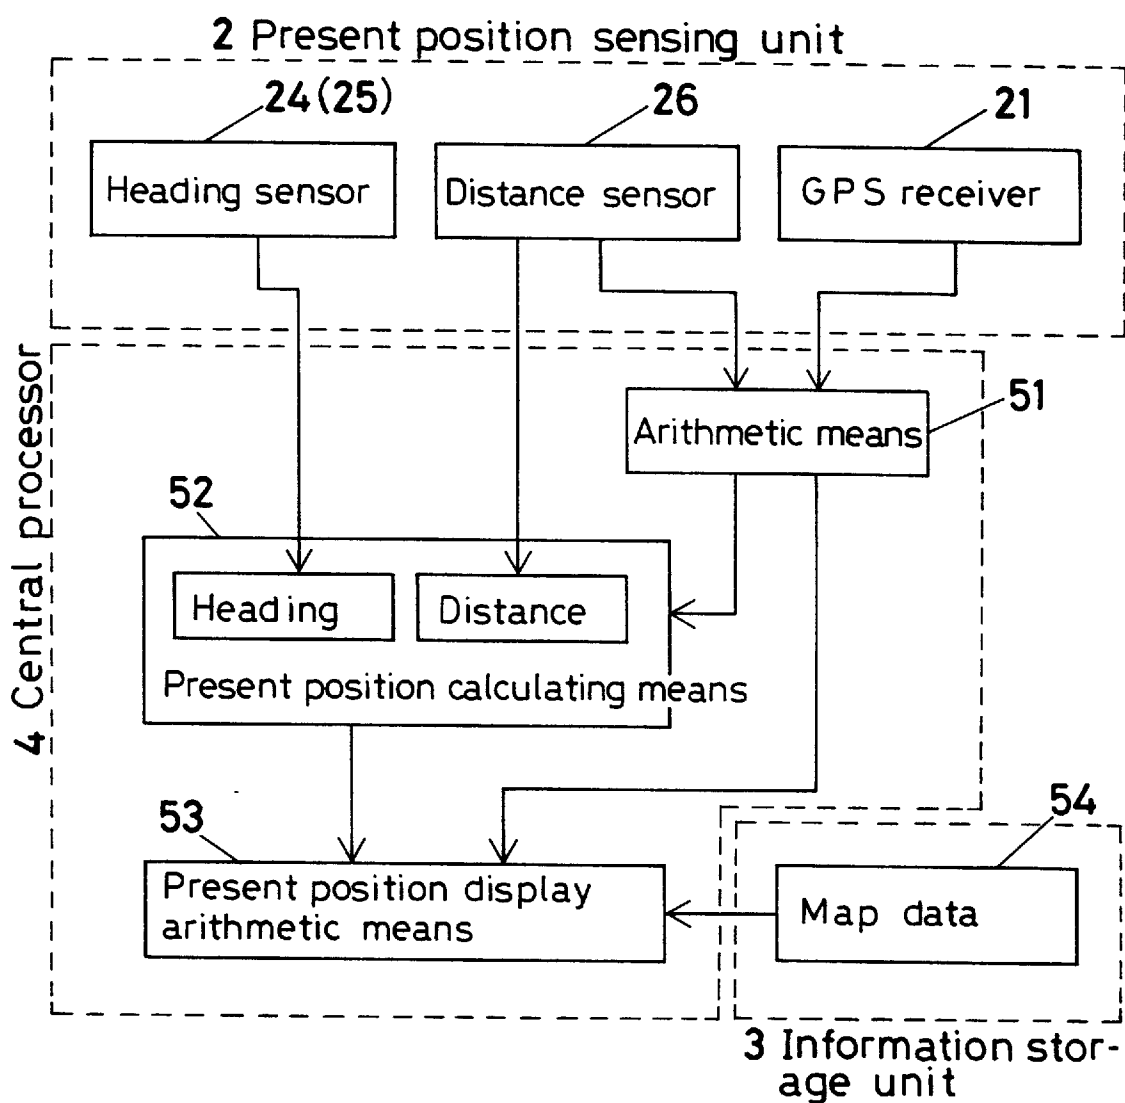 2 Present position sensing unit
24(25)
26
21
Heading sensor
Distance sensor
GPS receiver
4 Central processor
51
Arithmetic means
52
Heading
Distance
Present position calculating means
53
54
Present position display
arithmetic means
Map data
3 Information stor-
age unit